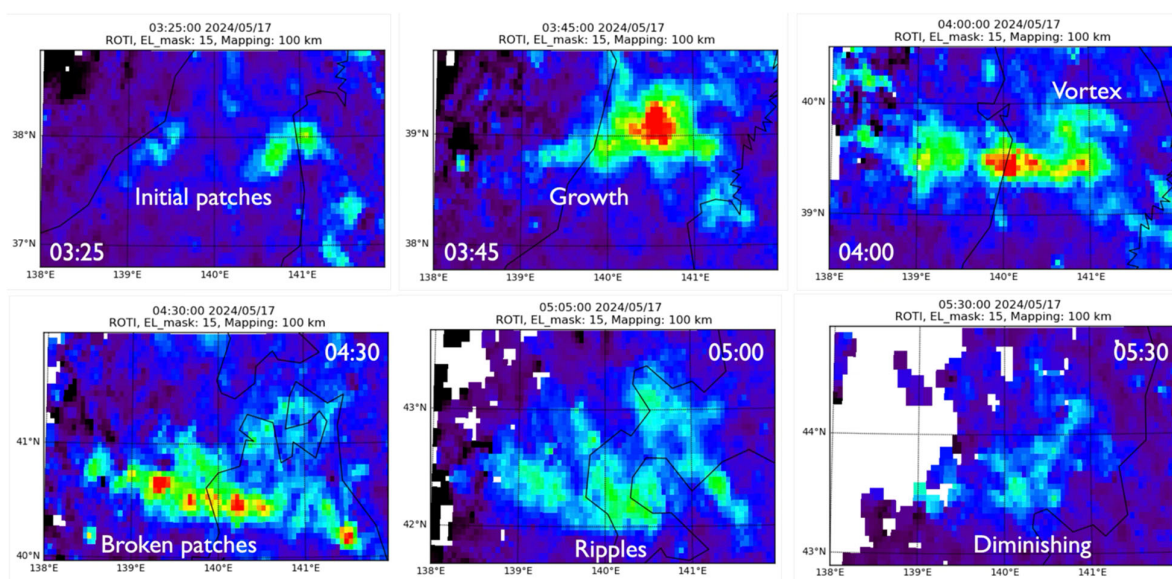 03:25:00 2024/05/17
ROTI, EL_mask: 15, Mapping: 100 km
38°N
37°N
Initial patches
03:25
138°E 139°E 140°E 141°E
03:45:00 2024/05/17
ROTI, EL_mask: 15, Mapping: 100 km
39°N
38°N
Growth
03:45
138°E 139°E 140°E 141°E
04:00:00 2024/05/17
ROTI, EL_mask: 15, Mapping: 100 km
40°N
39°N
Vortex
04:00
138°E 139°E 140°E 141°E
04:30:00 2024/05/17
ROTI, EL_mask: 15, Mapping: 100 km
04:30
41°N
40°N
Broken patches
138°E 139°E 140°E 141°E
05:05:00 2024/05/17
ROTI, EL_mask: 15, Mapping: 100 km
05:00
43°N
42°N
Ripples
138°E 139°E 140°E 141°E
05:30:00 2024/05/17
ROTI, EL_mask: 15, Mapping: 100 km
05:30
44°N
43°N
Diminishing
138°E 139°E 140°E 141°E